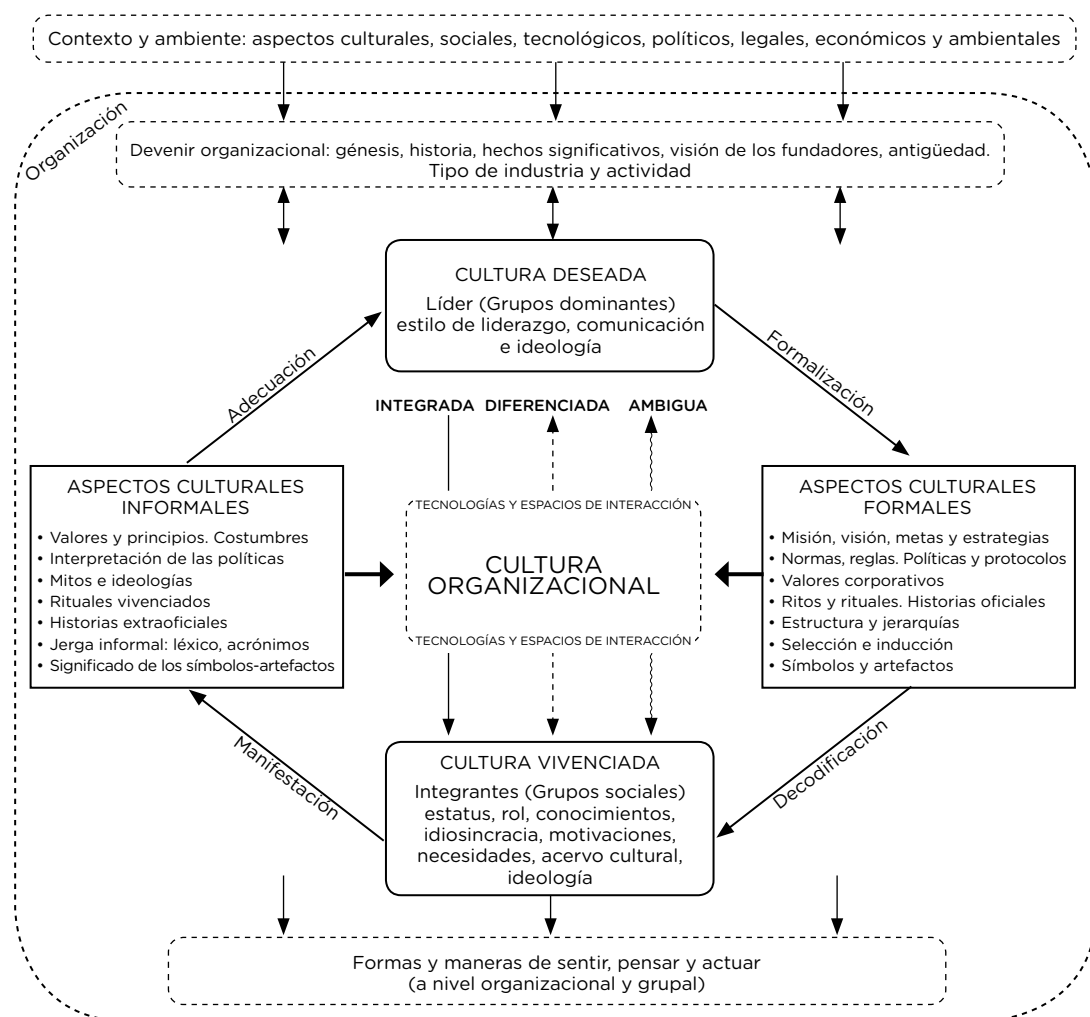 Contexto y ambiente: aspectos culturales, sociales, tecnológicos, políticos, legales, económicos y ambientales
Organización
Devenir organizacional: génesis, historia, hechos significativos, visión de los fundadores, antigüedad.
Tipo de industria y actividad
CULTURA DESEADA
Líder (Grupos dominantes)
estilo de liderazgo, comunicación
e ideología
Adecuación
Formalización
INTEGRADA DIFERENCIADA AMBIGUA
ASPECTOS CULTURALES
INFORMALES
• Valores y principios. Costumbres
• Interpretación de las políticas
• Mitos e ideologías
• Rituales vivenciados
• Historias extraoficiales
• Jerga informal: léxico, acrónimos
• Significado de los símbolos-artefactos
TECNOLOGÍAS Y ESPACIOS DE INTERACCIÓN
CULTURA
ORGANIZACIONAL
TECNOLOGÍAS Y ESPACIOS DE INTERACCIÓN
ASPECTOS CULTURALES
FORMALES
• Misión, visión, metas y estrategias
• Normas, reglas. Políticas y protocolos
• Valores corporativos
• Ritos y rituales. Historias oficiales
• Estructura y jerarquías
• Selección e inducción
• Símbolos y artefactos
Manifestación
Decodificación
CULTURA VIVENCIADA
Integrantes (Grupos sociales)
estatus, rol, conocimientos,
idiosincracia, motivaciones,
necesidades, acervo cultural,
ideología
Formas y maneras de sentir, pensar y actuar
(a nivel organizacional y grupal)